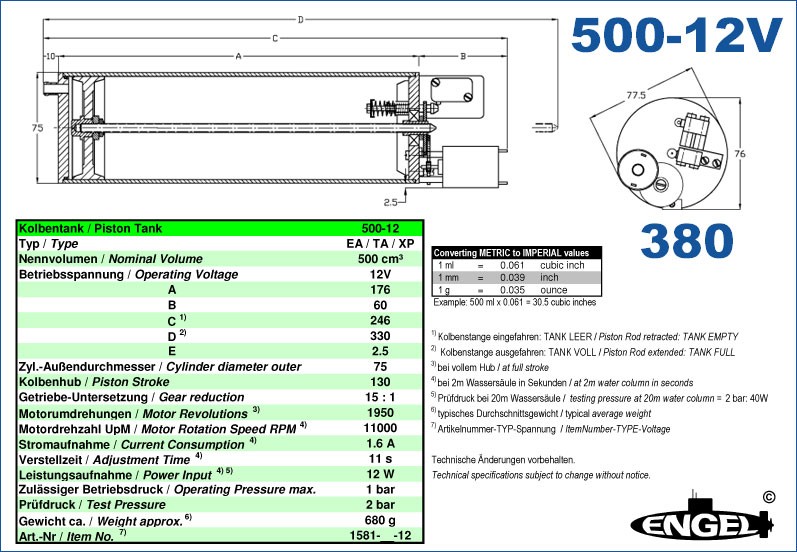 500-12V
D
C
10
A
B
75
2.5
77.5
76
380
Kolbentank / Piston Tank 500-12
Typ / Type EA / TA / XP
Nennvolumen / Nominal Volume 500 cm³
Betriebsspannung / Operating Voltage 12V
A 176
B 60
C 1) 246
D 2) 330
E 2.5
Zyl.-Außendurchmesser / Cylinder diameter outer 75
Kolbenhub / Piston Stroke 130
Getriebe-Untersetzung / Gear reduction 15 : 1
Motorumdrehungen / Motor Revolutions 3) 1950
Motordrehzahl UpM / Motor Rotation Speed RPM 4) 11000
Stromaufnahme / Current Consumption 4) 1.6 A
Verstellzeit / Adjustment Time 4) 11 s
Leistungsaufnahme / Power Input 4) 5) 12 W
Zulässiger Betriebsdruck / Operating Pressure max. 1 bar
Prüfdruck / Test Pressure 2 bar
Gewicht ca. / Weight approx. 6) 680 g
Art.-Nr / Item No. 7) 1581-__-12
Converting METRIC to IMPERIAL values
1 ml = 0.061 cubic inch
1 mm = 0.039 inch
1 g = 0.035 ounce
Example: 500 ml x 0.061 = 30.5 cubic inches
1) Kolbenstange eingefahren: TANK LEER / Piston Rod retracted: TANK EMPTY
2) Kolbenstange ausgefahren: TANK VOLL / Piston Rod extended: TANK FULL
3) bei vollem Hub / at full stroke
4) bei 2m Wassersäule in Sekunden / at 2m water column in seconds
5) Prüfdruck bei 20m Wassersäule / testing pressure at 20m water column = 2 bar: 40W
6) typisches Durchschnittsgewicht / typical average weight
7) Artikelnummer-TYP-Spannung / ItemNumber-TYPE-Voltage
Technische Änderungen vorbehalten.
Technical specifications subject to change without notice.
©
ENGEL